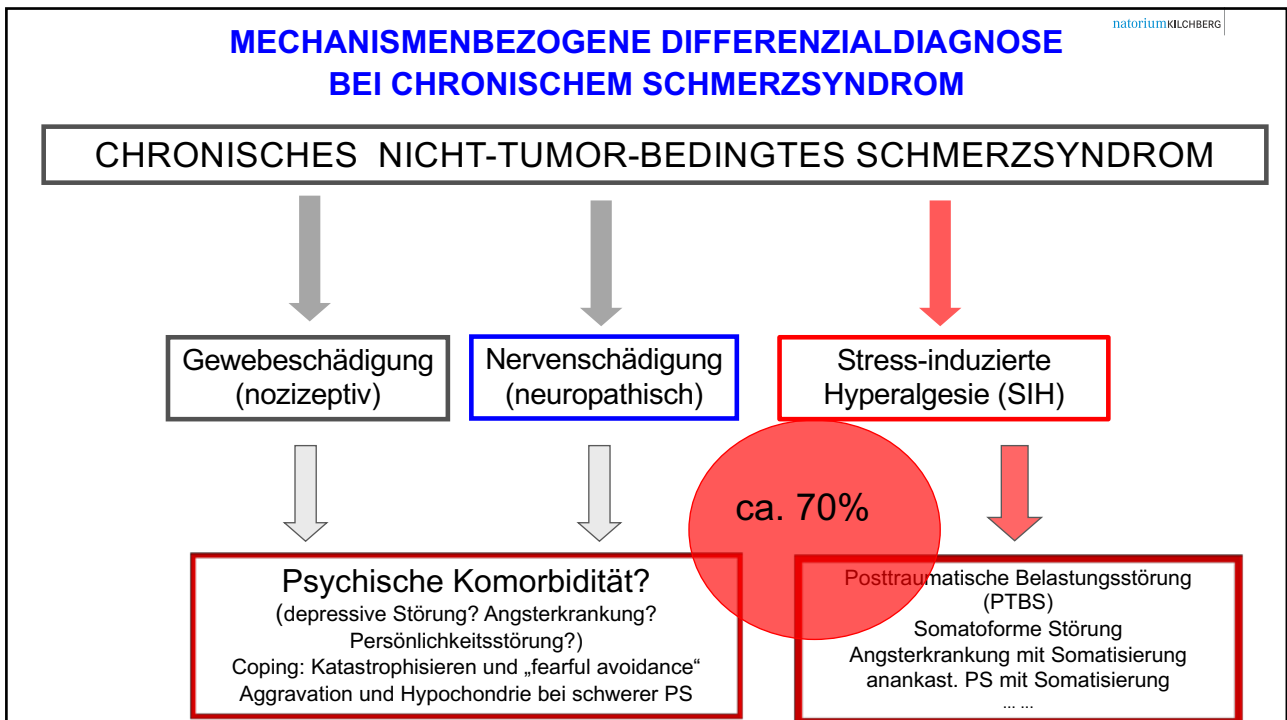 natoriumKILCHBERG
MECHANISMENBEZOGENE DIFFERENZIALDIAGNOSE
BEI CHRONISCHEM SCHMERZSYNDROM
CHRONISCHES NICHT-TUMOR-BEDINGTES SCHMERZSYNDROM
Gewebeschädigung
(nozizeptiv)
Nervenschädigung
(neuropathisch)
Stress-induzierte
Hyperalgesie (SIH)
ca. 70%
Psychische Komorbidität?
(depressive Störung? Angsterkrankung?
Persönlichkeitsstörung?)
Coping: Katastrophisieren und „fearful avoidance“
Aggravation und Hypochondrie bei schwerer PS
Posttraumatische Belastungsstörung
(PTBS)
Somatoforme Störung
Angsterkrankung mit Somatisierung
anankast. PS mit Somatisierung
... ...